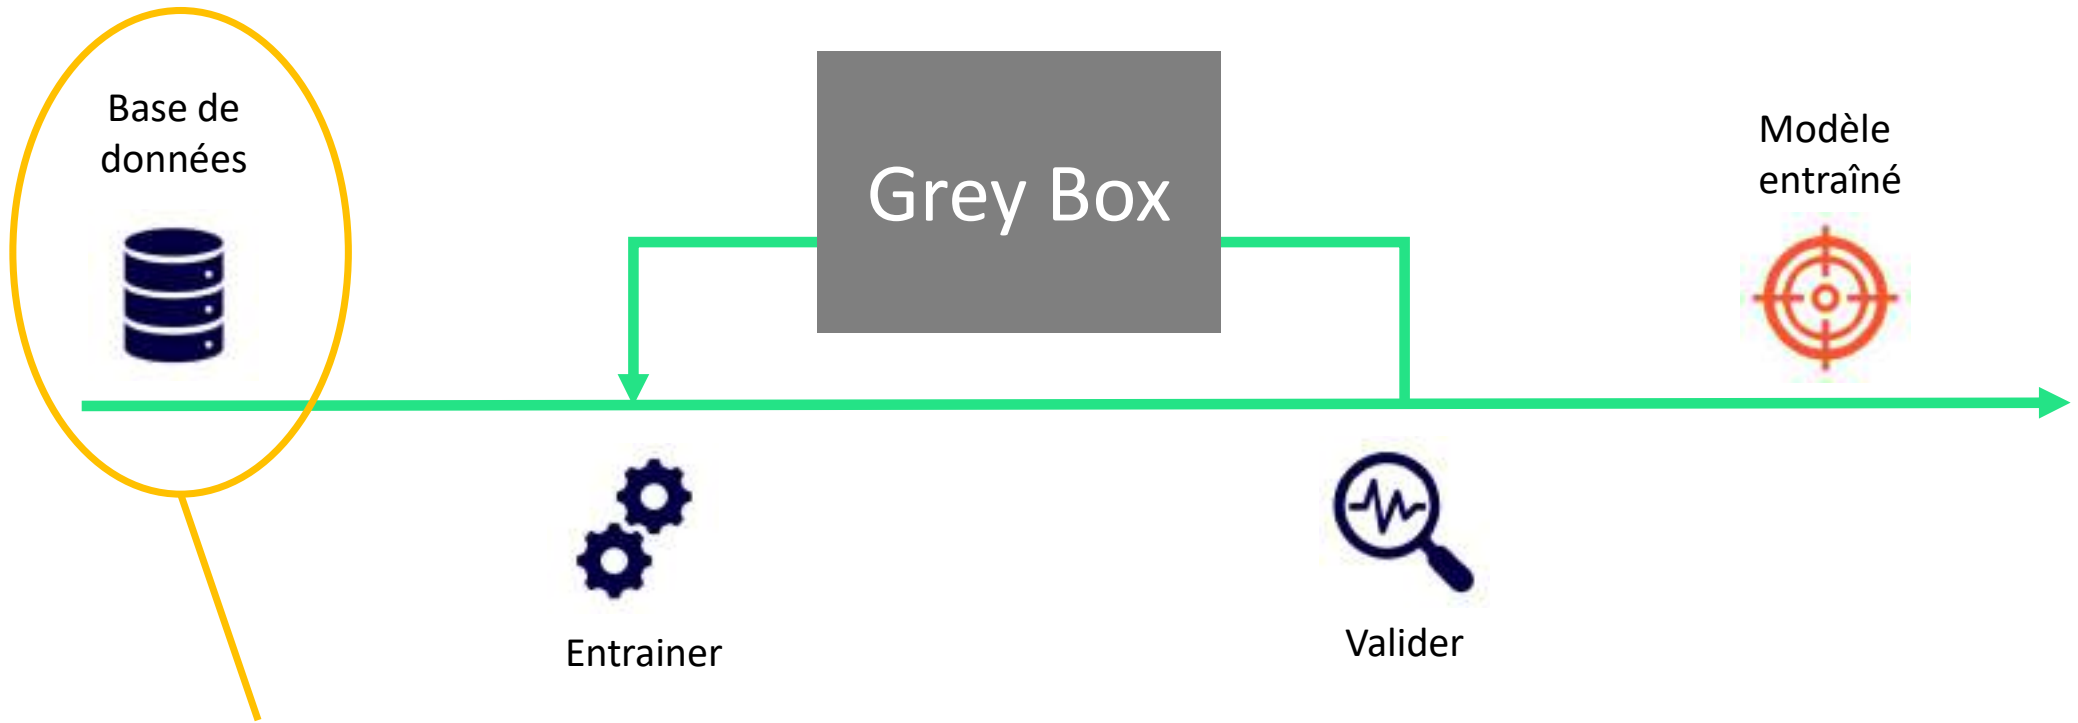 Base de
données
Grey Box
Modèle
entraîné
Entrainer
Valider